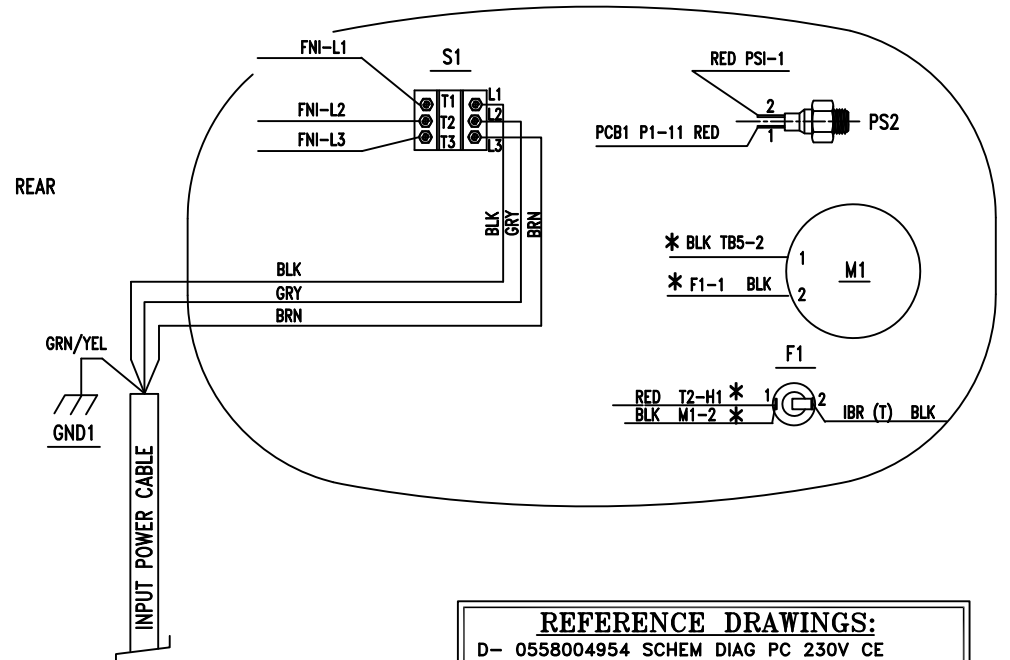 FNI-L1
S1
RED PSI-1
T1
L1
FNI-L2
2
T2
L2
PS2
PCB1 P1-11 RED
1
FNI-L3
T3
L3
REAR
BLK
GRY
BRN
* BLK TB5-2
1
M1
* F1-1 BLK
2
BLK
GRY
BRN
GRN/YEL
F1
GND1
RED T2-H1 *
1
2
BLK M1-2 *
IBR (T) BLK
INPUT POWER CABLE
REFERENCE DRAWINGS:
D- 0558004954 SCHEM DIAG PC 230V CE